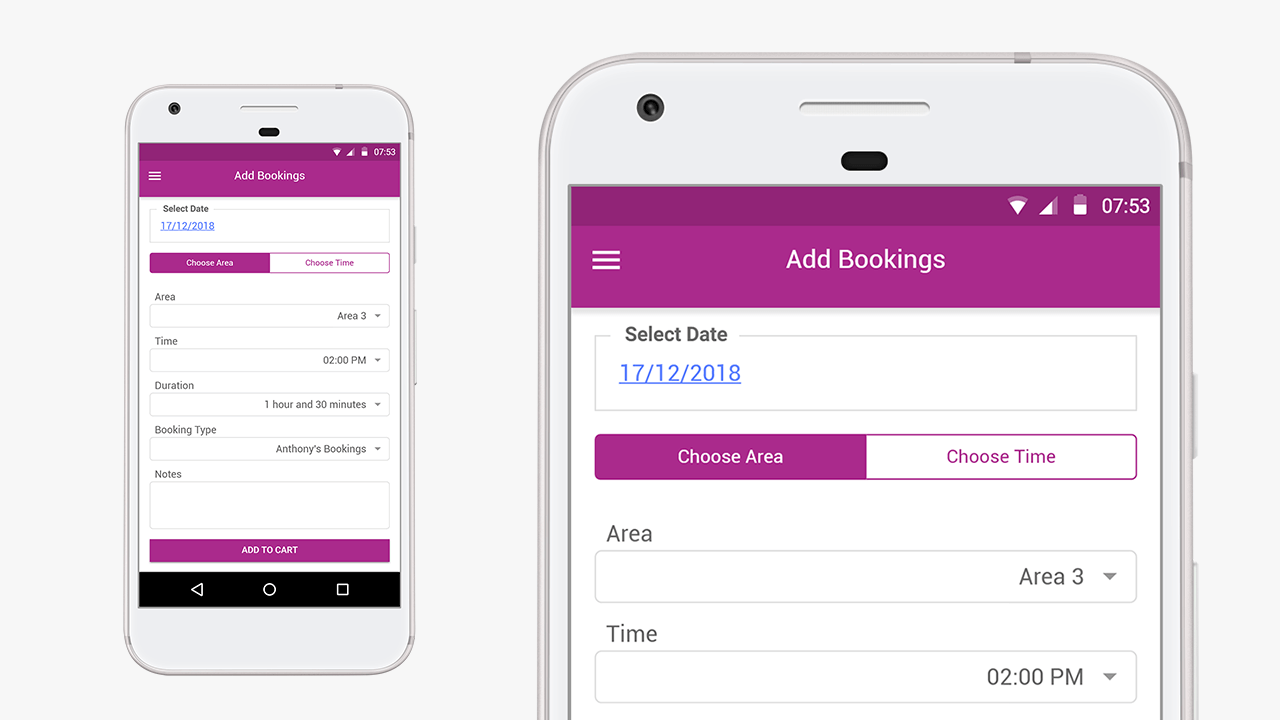 07:53
Add Bookings
Select Date
17/12/2018
Choose Area Choose Time
Area
Area 3
Time
02:00 PM
Duration
1 hour and 30 minutes
Booking Type
Anthony's Bookings
Notes
ADD TO CART
07:53
Add Bookings
Select Date
17/12/2018
Choose Area Choose Time
Area
Area 3
Time
02:00 PM